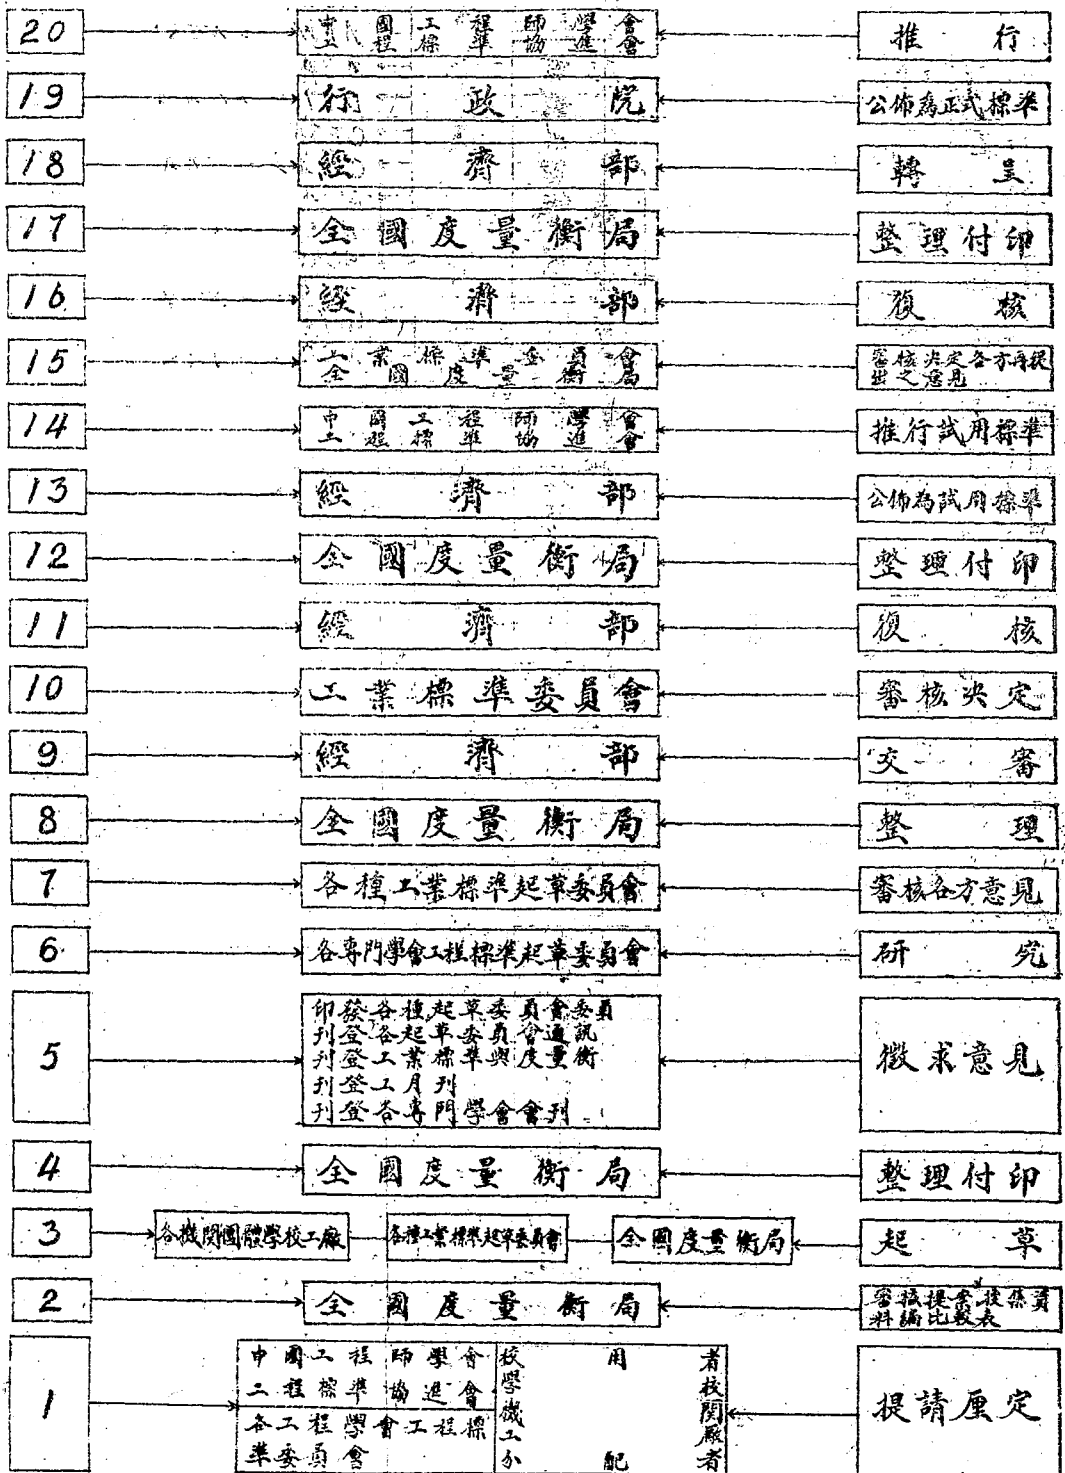 20 中國工程師學會 推行
工程標準協進會
19 行政院 公佈為正式標準
18 經濟部 轉呈
17 全國度量衡局 整理付印
16 經濟部 復核
15 工業標準委員會 審核決定各方再提
全國度量衡局 出之意見
14 中國工程師學會 推行試用標準
工程標準協進會
13 經濟部 公佈為試用標準
12 全國度量衡局 整理付印
11 經濟部 復核
10 工業標準委員會 審核決定
9 經濟部 交審
8 全國度量衡局 整理
7 各種工業標準起草委員會 審核各方意見
6 各專門學會工程標準起草委員會 研究
5 印發各種起草委員會委員 徵求意見
刊登各起草委員會通訊
刊登工業標準與度量衡
刊登工月刊
刊登各專門學會會刊
4 全國度量衡局 整理付印
3 各機関團體學校工廠 各種工業標準起草委員會 全國度量衡局 起草
2 全國度量衡局 審核提案搜集資
料編比較表
1 中國工程師學會 用者 提請厘定
工程標準協進會 學校
各工程學會工程標 機関
準委員會 工廠
分配者